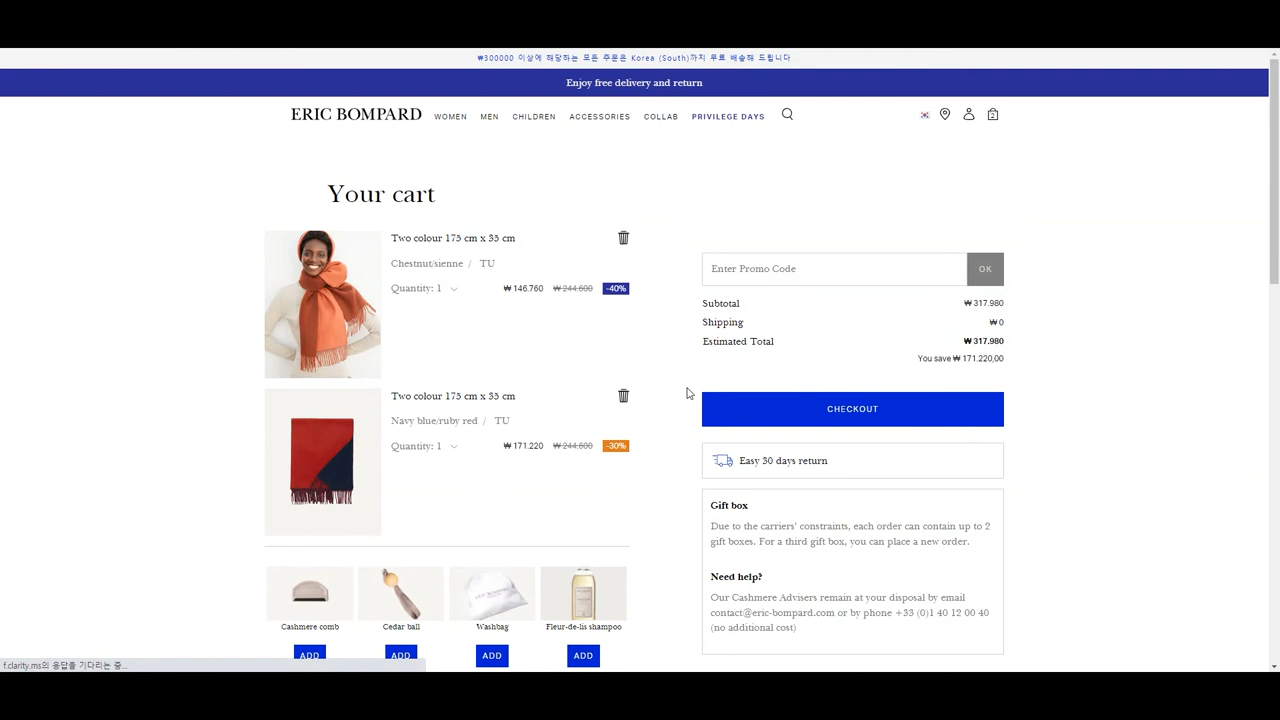 ₩300000 이상에 해당하는 모든 주문은 Korea (South)까지 무료 배송해 드립니다
Enjoy free delivery and return
ERIC BOMPARD WOMEN MEN CHILDREN ACCESSORIES COLLAB PRIVILEGE DAYS 2
Your cart
Two colour 175 cm x 35 cm
Chestnut/sienne / TU
Quantity: 1 ₩ 146.760 ₩ 244.600 -40%
Two colour 175 cm x 35 cm
Navy blue/ruby red / TU
Quantity: 1 ₩ 171.220 ₩ 244.600 -30%
Cashmere comb
ADD
Cedar ball
ADD
Washbag
ADD
Fleur-de-lis shampoo
ADD
Enter Promo Code OK
Subtotal ₩ 317.980
Shipping ₩ 0
Estimated Total ₩ 317.980
You save ₩ 171.220,00
CHECKOUT
Easy 30 days return
Gift box
Due to the carriers' constraints, each order can contain up to 2
gift boxes. For a third gift box, you can place a new order.
Need help?
Our Cashmere Advisers remain at your disposal by email
contact@eric-bompard.com or by phone +33 (0)1 40 12 00 40
(no additional cost)
f.clarity.ms의 응답을 기다리는 중...